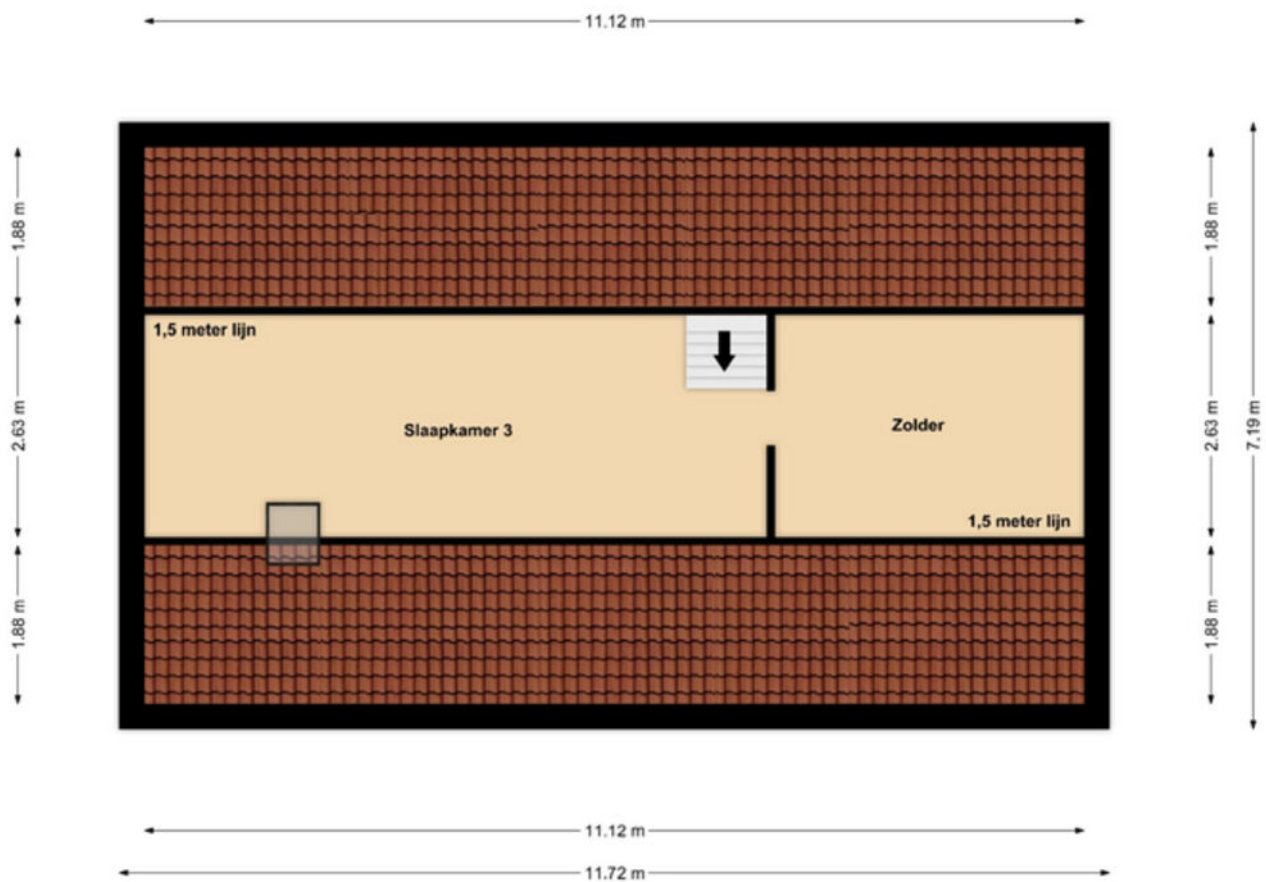 11.12 m
1.88 m
1.88 m
1,5 meter lijn
2.63 m
Slaapkamer 3
Zolder
2.63 m
7.19 m
1,5 meter lijn
1.88 m
1.88 m
11.12 m
11.72 m